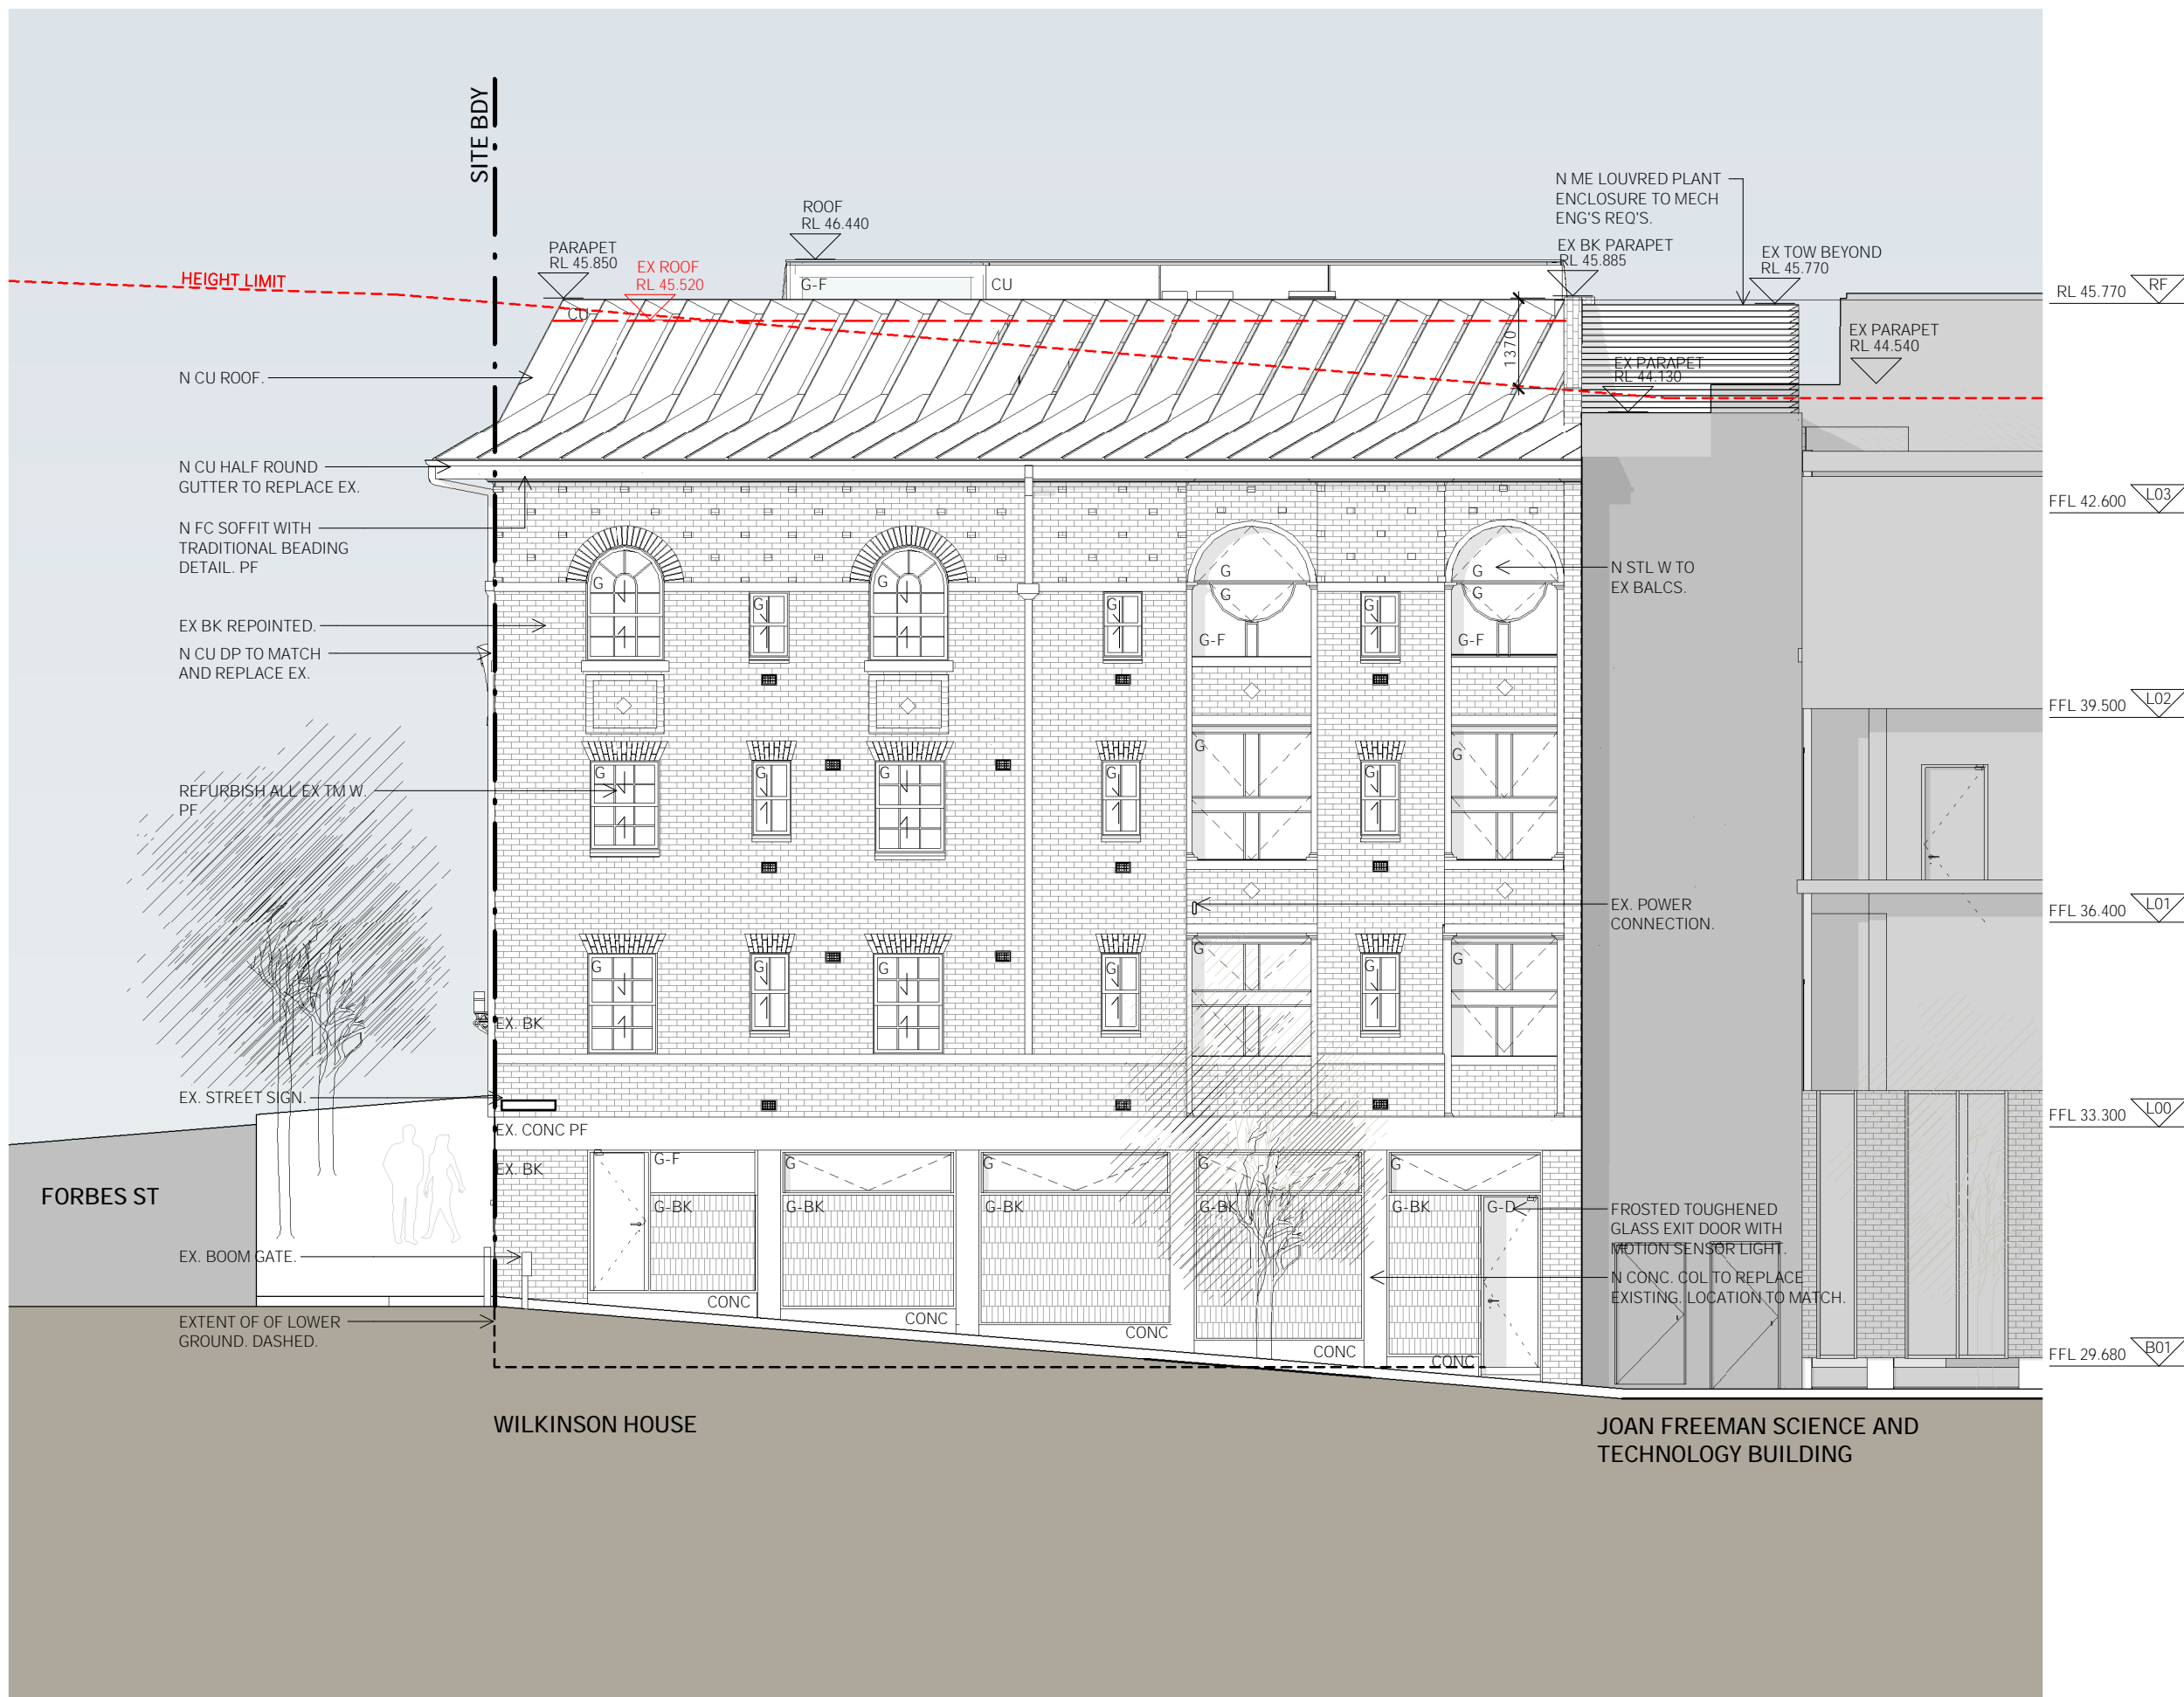 SITE BDY
N ME LOUVRED PLANT
ENCLOSURE TO MECH
ENG'S REQ'S.
ROOF
RL 46.440
PARAPET
RL 45.850
EX ROOF
RL 45.520
EX BK PARAPET
RL 45.885
EX TOW BEYOND
RL 45.770
HEIGHT LIMIT
G-F
CU
CU
RL 45.770
RF
EX PARAPET
RL 44.540
1370
EX PARAPET
RL 44.130
N CU ROOF.
N CU HALF ROUND
GUTTER TO REPLACE EX.
FFL 42.600
L03
N FC SOFFIT WITH
TRADITIONAL BEADING
DETAIL. PF
G
G
G
G
G
G
N STL W TO
EX BALCS.
G
G
G
EX BK REPOINTED.
G-F
G-F
N CU DP TO MATCH
AND REPLACE EX.
FFL 39.500
L02
G
G
G
G
G
G
G
REFURBISH ALL EX TM W.
PF
EX. POWER
CONNECTION.
FFL 36.400
L01
G
G
G
G
G
G
G
EX. BK
EX. STREET SIGN.
FFL 33.300
L00
EX. CONC PF
EX. BK
G-F
G
G
G
G
FORBES ST
G-BK
G-BK
G-BK
G-BK
G-BK
G-D
FROSTED TOUGHENED
GLASS EXIT DOOR WITH
MOTION SENSOR LIGHT.
EX. BOOM GATE.
N CONC. COL TO REPLACE
EXISTING. LOCATION TO MATCH.
CONC
CONC
CONC
CONC
CONC
EXTENT OF OF LOWER
GROUND. DASHED.
FFL 29.680
B01
WILKINSON HOUSE
JOAN FREEMAN SCIENCE AND
TECHNOLOGY BUILDING